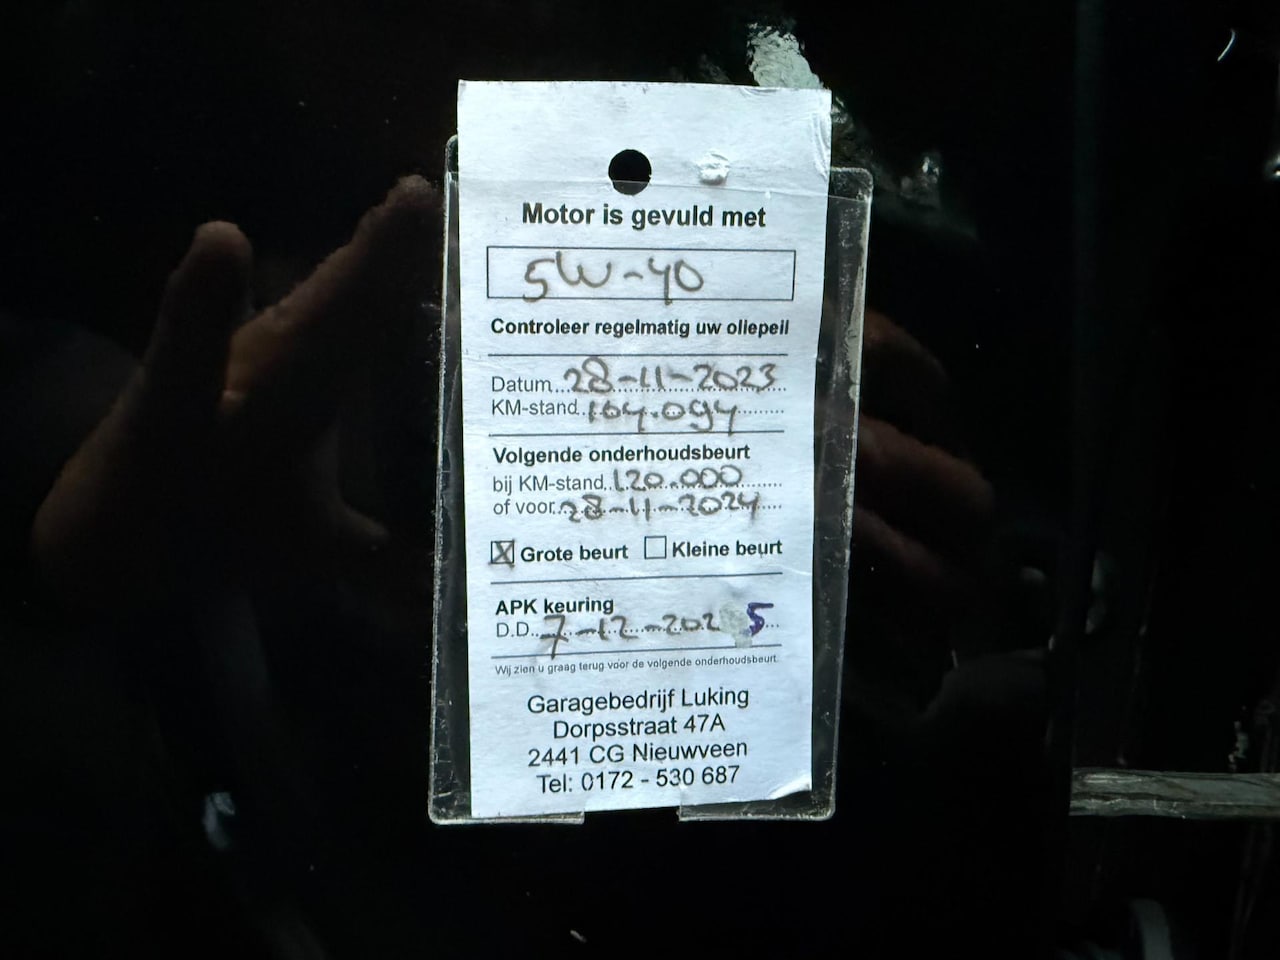 Motor is gevuld met
5W-40
Controleer regelmatig uw oliepeil
Datum...28-11-2023...
KM-stand..104.094........
Volgende onderhoudsbeurt
bij KM-stand..120.000......
of voor...28-11-2024....
X Grote beurt Kleine beurt
APK keuring
D.D...7-12-2025...
Wij zien u graag terug voor de volgende onderhoudsbeurt.
Garagebedrijf Luking
Dorpsstraat 47A
2441 CG Nieuwveen
Tel: 0172 - 530 687